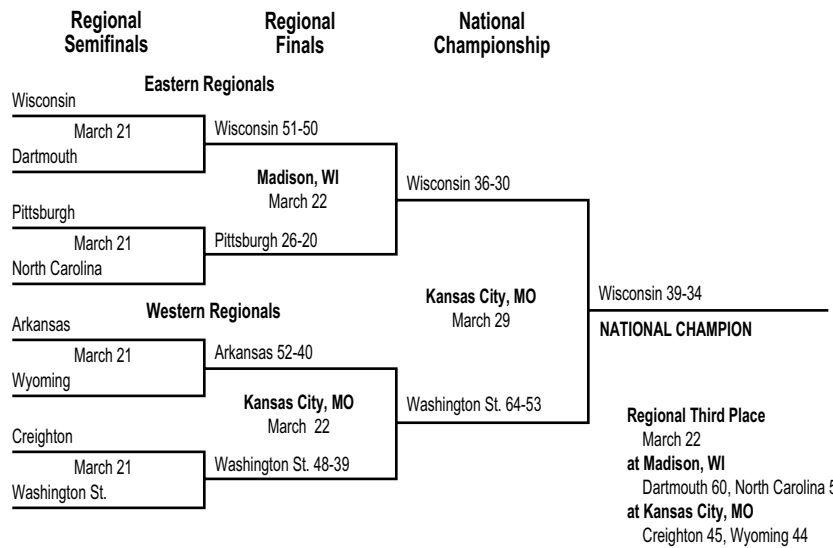 Regional
Semifinals
Regional
Finals
National
Championship
Eastern Regionals
Wisconsin
March 21
Dartmouth
Wisconsin 51-50
Madison, WI
March 22
Pittsburgh
March 21
North Carolina
Pittsburgh 26-20
Wisconsin 36-30
Western Regionals
Arkansas
March 21
Wyoming
Arkansas 52-40
Kansas City, MO
March 22
Creighton
March 21
Washington St.
Washington St. 48-39
Washington St. 64-53
Kansas City, MO
March 29
Wisconsin 39-34
NATIONAL CHAMPION
Regional Third Place
March 22
at Madison, WI
Dartmouth 60, North Carolina
at Kansas City, MO
Creighton 45, Wyoming 44